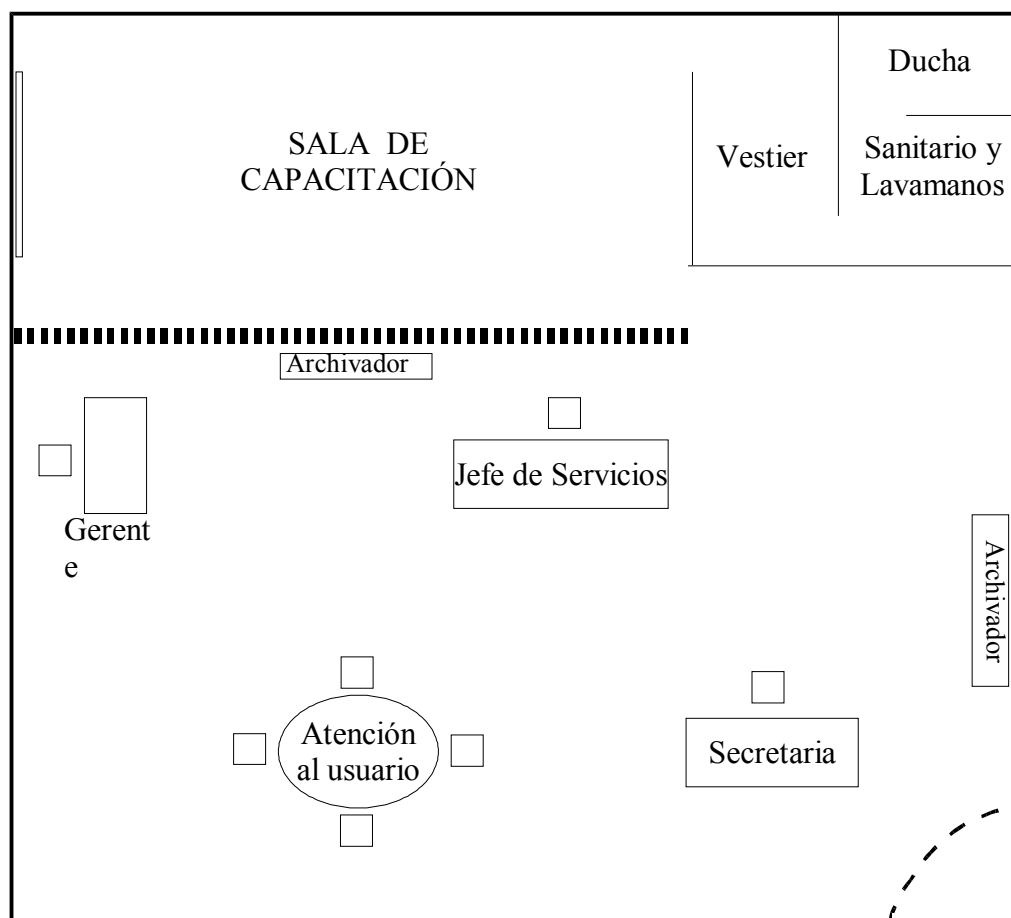 Ducha
SALA DE
CAPACITACIÓN
Vestier
Sanitario y
Lavamanos
Archivador
Jefe de Servicios
Gerent
e
Archivador
Atención
al usuario
Secretaria